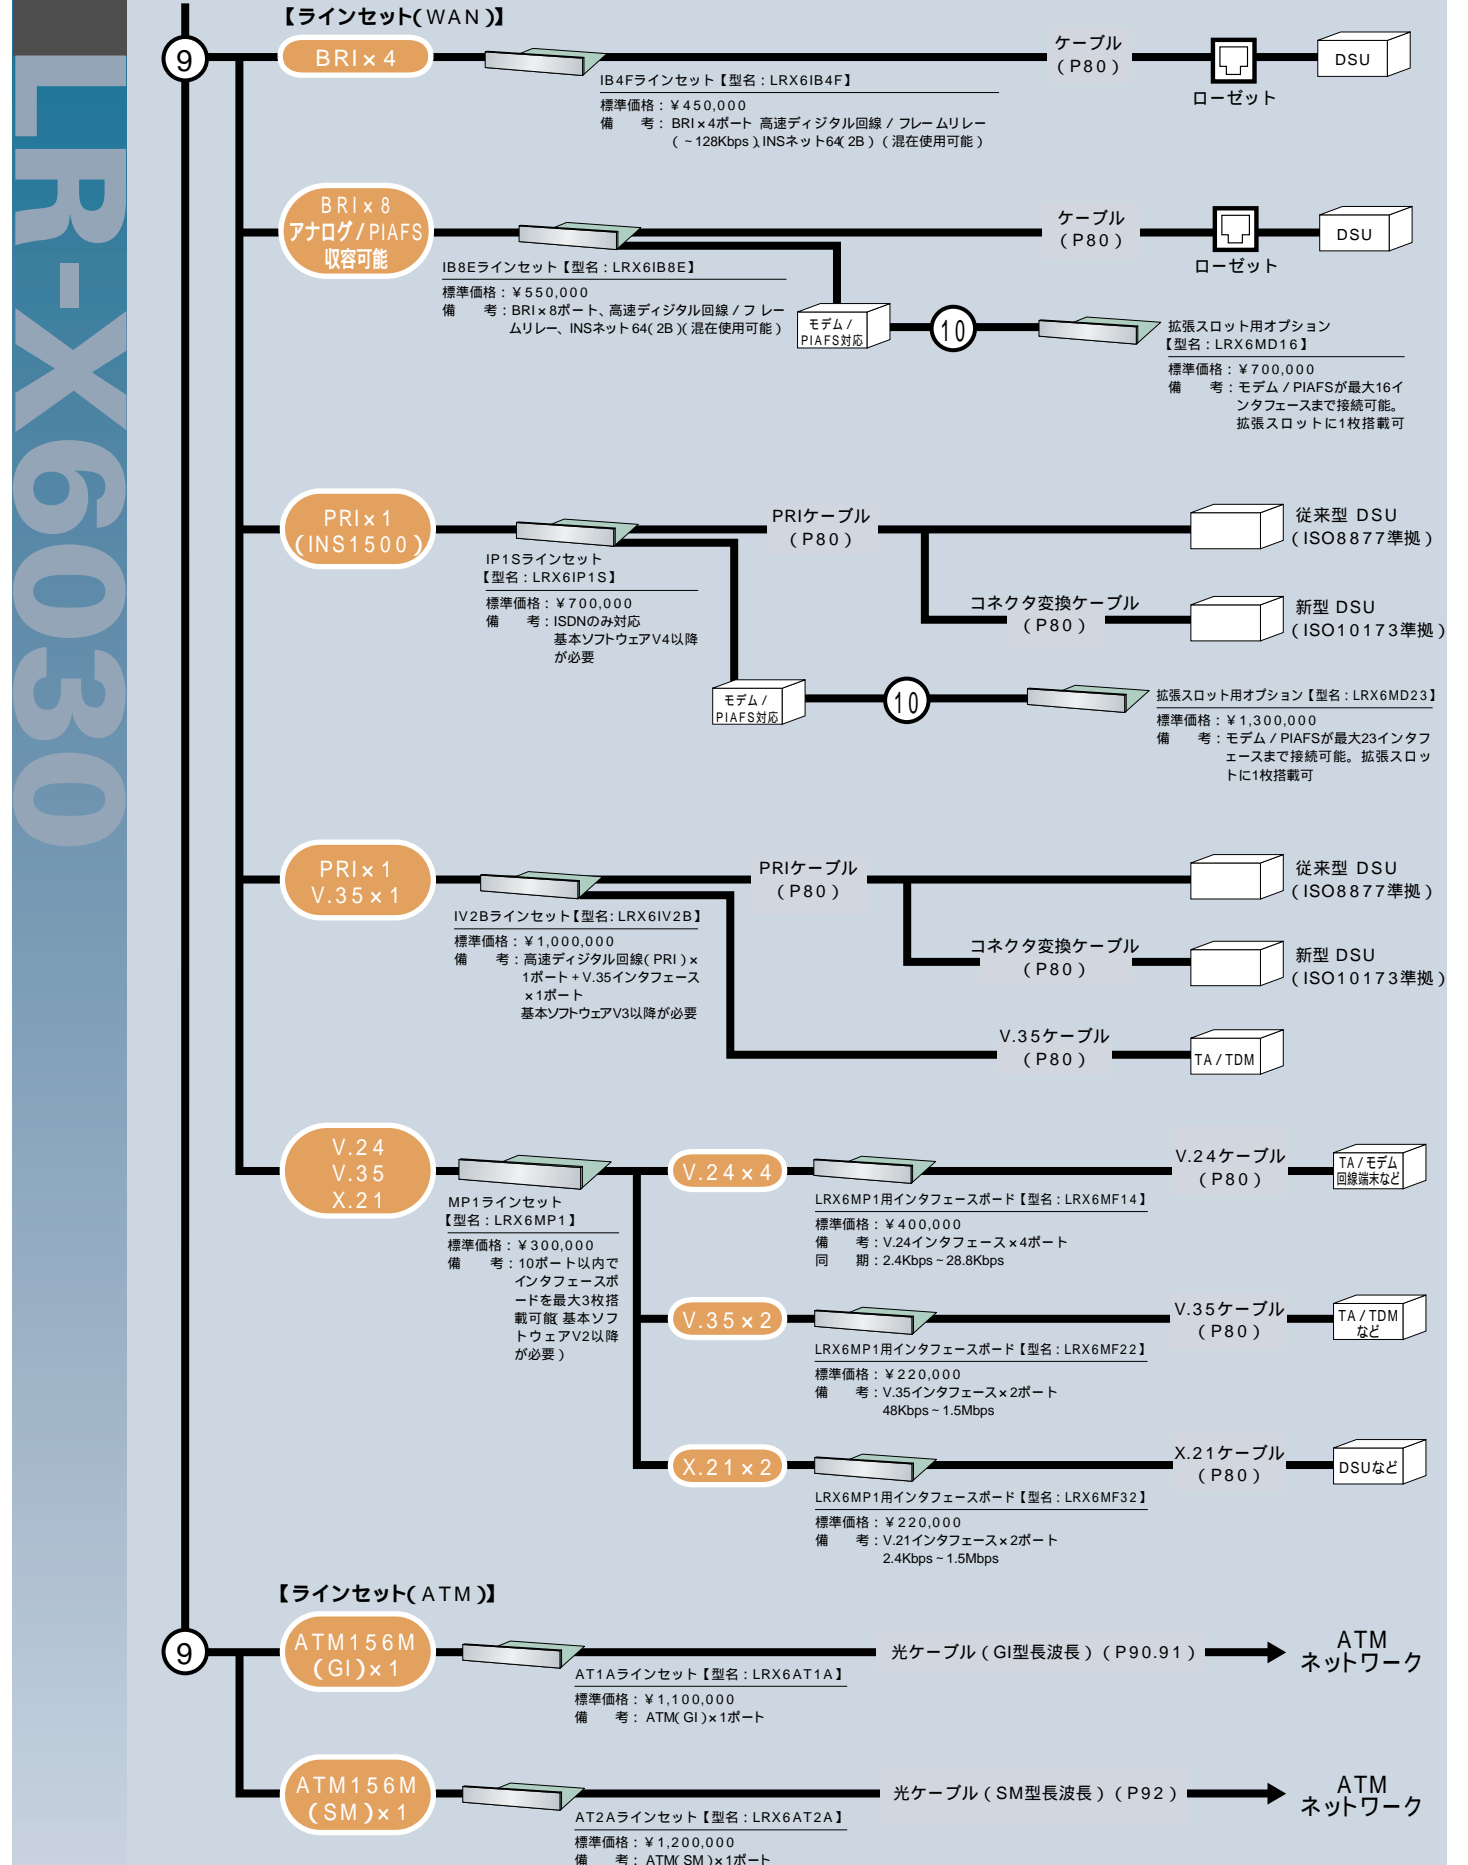 LR-X6030
【ラインセット(WAN)】
9
BRI×4
ケーブル
（P80）
ローゼット
DSU
IB4Fラインセット【型名：LRX6IB4F】
標準価格：¥450,000
備　考：BRI×4ポート 高速ディジタル回線／フレームリレー
（~128Kbps）、INSネット64（2B）（混在使用可能）
BRI×8
アナログ／PIAFS
収容可能
ケーブル
（P80）
ローゼット
DSU
IB8Eラインセット【型名：LRX6IB8E】
標準価格：¥550,000
備　考：BRI×8ポート、高速ディジタル回線／フレー
ムリレー、INSネット64（2B）（混在使用可能）
モデム／
PIAFS対応
10
拡張スロット用オプション
【型名：LRX6MD16】
標準価格：¥700,000
備　考：モデム／PIAFSが最大16イ
ンタフェースまで接続可能。
拡張スロットに1枚搭載可
PRI×1
（INS1500）
PRIケーブル
（P80）
従来型 DSU
（ISO8877準拠）
IP1Sラインセット
【型名：LRX6IP1S】
標準価格：¥700,000
備　考：ISDNのみ対応
基本ソフトウェアV4以降
が必要
コネクタ変換ケーブル
（P80）
新型 DSU
（ISO10173準拠）
モデム／
PIAFS対応
10
拡張スロット用オプション【型名：LRX6MD23】
標準価格：¥1,300,000
備　考：モデム／PIAFSが最大23インタフ
ェースまで接続可能。拡張スロッ
トに1枚搭載可
PRI×1
V.35×1
PRIケーブル
（P80）
従来型 DSU
（ISO8877準拠）
IV2Bラインセット【型名：LRX6IV2B】
標準価格：¥1,000,000
備　考：高速ディジタル回線（PRI）×
1ポート＋V.35インタフェース
×1ポート
基本ソフトウェアV3以降が必要
コネクタ変換ケーブル
（P80）
新型 DSU
（ISO10173準拠）
V.35ケーブル
（P80）
TA／TDM
V.24
V.35
X.21
MP1ラインセット
【型名：LRX6MP1】
標準価格：¥300,000
備　考：10ポート以内で
インタフェースボ
ードを最大3枚搭
載可能（基本ソフ
トウェアV2以降
が必要）
V.24×4
V.24ケーブル
（P80）
TA／モデム
回線端末など
LRX6MP1用インタフェースボード【型名：LRX6MF14】
標準価格：¥400,000
備　考：V.24インタフェース×4ポート
同　期：2.4Kbps~28.8Kbps
V.35×2
V.35ケーブル
（P80）
TA／TDM
など
LRX6MP1用インタフェースボード【型名：LRX6MF22】
標準価格：¥220,000
備　考：V.35インタフェース×2ポート
48Kbps~1.5Mbps
X.21×2
X.21ケーブル
（P80）
DSUなど
LRX6MP1用インタフェースボード【型名：LRX6MF32】
標準価格：¥220,000
備　考：V.21インタフェース×2ポート
2.4Kbps~1.5Mbps
【ラインセット(ATM)】
9
ATM156M
（GI）×1
光ケーブル（GI型長波長）（P90.91）
ATM
ネットワーク
AT1Aラインセット【型名：LRX6AT1A】
標準価格：¥1,100,000
備　考：ATM（GI）×1ポート
ATM156M
（SM）×1
光ケーブル（SM型長波長）（P92）
ATM
ネットワーク
AT2Aラインセット【型名：LRX6AT2A】
標準価格：¥1,200,000
備　考：ATM（SM）×1ポート